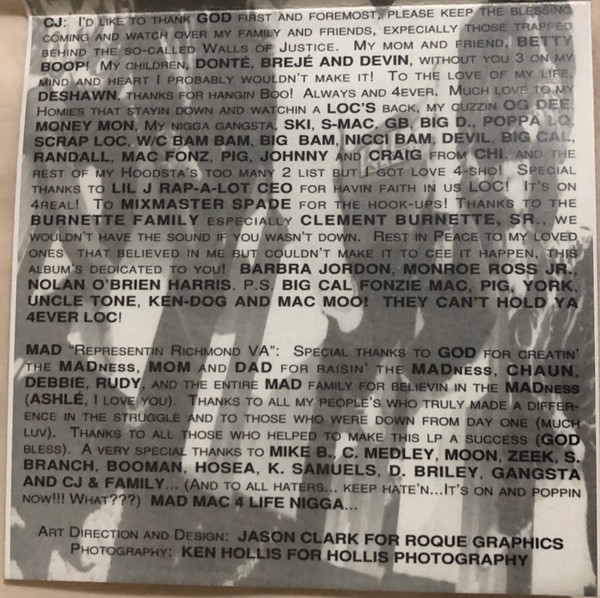 CJ: I'D LIKE TO THANK GOD FIRST AND FOREMOST, PLEASE KEEP THE BLESSING
COMING AND WATCH OVER MY FAMILY AND FRIENDS, EXPECIALLY THOSE TRAPPED
BEHIND THE SO-CALLED WALLS OF JUSTICE. MY MOM AND FRIEND, BETTY
BOOP! MY CHILDREN, DONTÉ, BREJÉ AND DEVIN, WITHOUT YOU 3 ON MY
MIND AND HEART I PROBABLY WOULDN'T MAKE IT! TO THE LOVE OF MY LIFE,
DESHAWN, THANKS FOR HANGIN BOO! ALWAYS AND 4EVER. MUCH LOVE TO MY
HOMIES THAT STAYIN DOWN AND WATCHIN A LOC'S BACK, MY CUZZIN OG DEE,
MONEY MON, MY NIGGA GANGSTA, SKI, S-MAC, GB, BIG D., POPPA LQ,
SCRAP LOC, W/C BAM BAM, BIG BAM, NICCI BAM, DEVIL, BIG CAL,
RANDALL, MAC FONZ, PIG, JOHNNY AND CRAIG FROM CHI, AND THE
REST OF MY HOODSTA'S TOO MANY 2 LIST BUT I GOT LOVE 4-SHO! SPECIAL
THANKS TO LIL J RAP-A-LOT CEO FOR HAVIN FAITH IN US LOC! IT'S ON
4REAL! TO MIXMASTER SPADE FOR THE HOOK-UPS! THANKS TO THE
BURNETTE FAMILY ESPECIALLY CLEMENT BURNETTE, SR., WE
WOULDN'T HAVE THE SOUND IF YOU WASN'T DOWN. REST IN PEACE TO MY LOVED
ONES THAT BELIEVED IN ME BUT COULDN'T MAKE IT TO CEE IT HAPPEN, THIS
ALBUM'S DEDICATED TO YOU! BARBRA JORDON, MONROE ROSS JR.,
NOLAN O'BRIEN HARRIS. P.S. BIG CAL FONZIE MAC, PIG, YORK,
UNCLE TONE, KEN-DOG AND MAC MOO! THEY CAN'T HOLD YA
4EVER LOC!
MAD "REPRESENTIN RICHMOND VA": SPECIAL THANKS TO GOD FOR CREATIN'
THE MADNESS, MOM AND DAD FOR RAISIN' THE MADNESS, CHAUN,
DEBBIE, RUDY, AND THE ENTIRE MAD FAMILY FOR BELIEVIN IN THE MADNESS
(ASHLÉ, I LOVE YOU). THANKS TO ALL MY PEOPLE'S WHO TRULY MADE A DIFFER-
ENCE IN THE STRUGGLE AND TO THOSE WHO WERE DOWN FROM DAY ONE (MUCH
LUV). THANKS TO ALL THOSE WHO HELPED TO MAKE THIS LP A SUCCESS (GOD
BLESS). A VERY SPECIAL THANKS TO MIKE B., C. MEDLEY, MOON, ZEEK, S.
BRANCH, BOOMAN, HOSEA, K. SAMUELS, D. BRILEY, GANGSTA
AND CJ & FAMILY... (AND TO ALL HATERS... KEEP HATE'N...IT'S ON AND POPPIN
NOW!!! WHAT???) MAD MAC 4 LIFE NIGGA...
ART DIRECTION AND DESIGN: JASON CLARK FOR ROQUE GRAPHICS
PHOTOGRAPHY: KEN HOLLIS FOR HOLLIS PHOTOGRAPHY